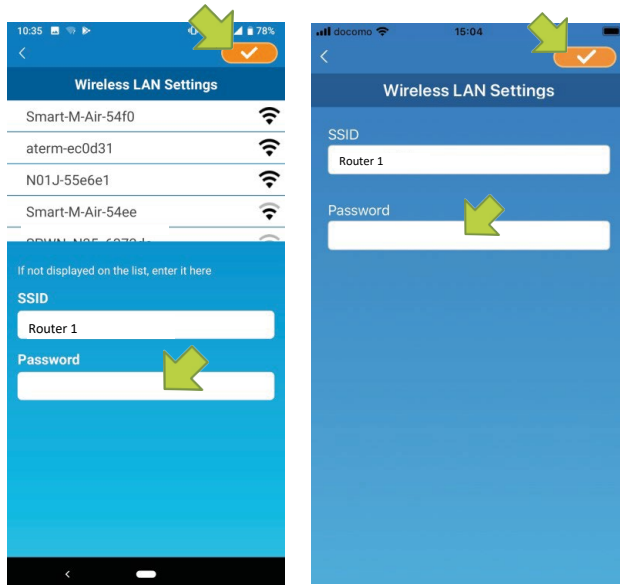 10:35
78%
Wireless LAN Settings
Smart-M-Air-54f0
aterm-ec0d31
N01J-55e6e1
Smart-M-Air-54ee
If not displayed on the list, enter it here
SSID
Router 1
Password
docomo
15:04
Wireless LAN Settings
SSID
Router 1
Password